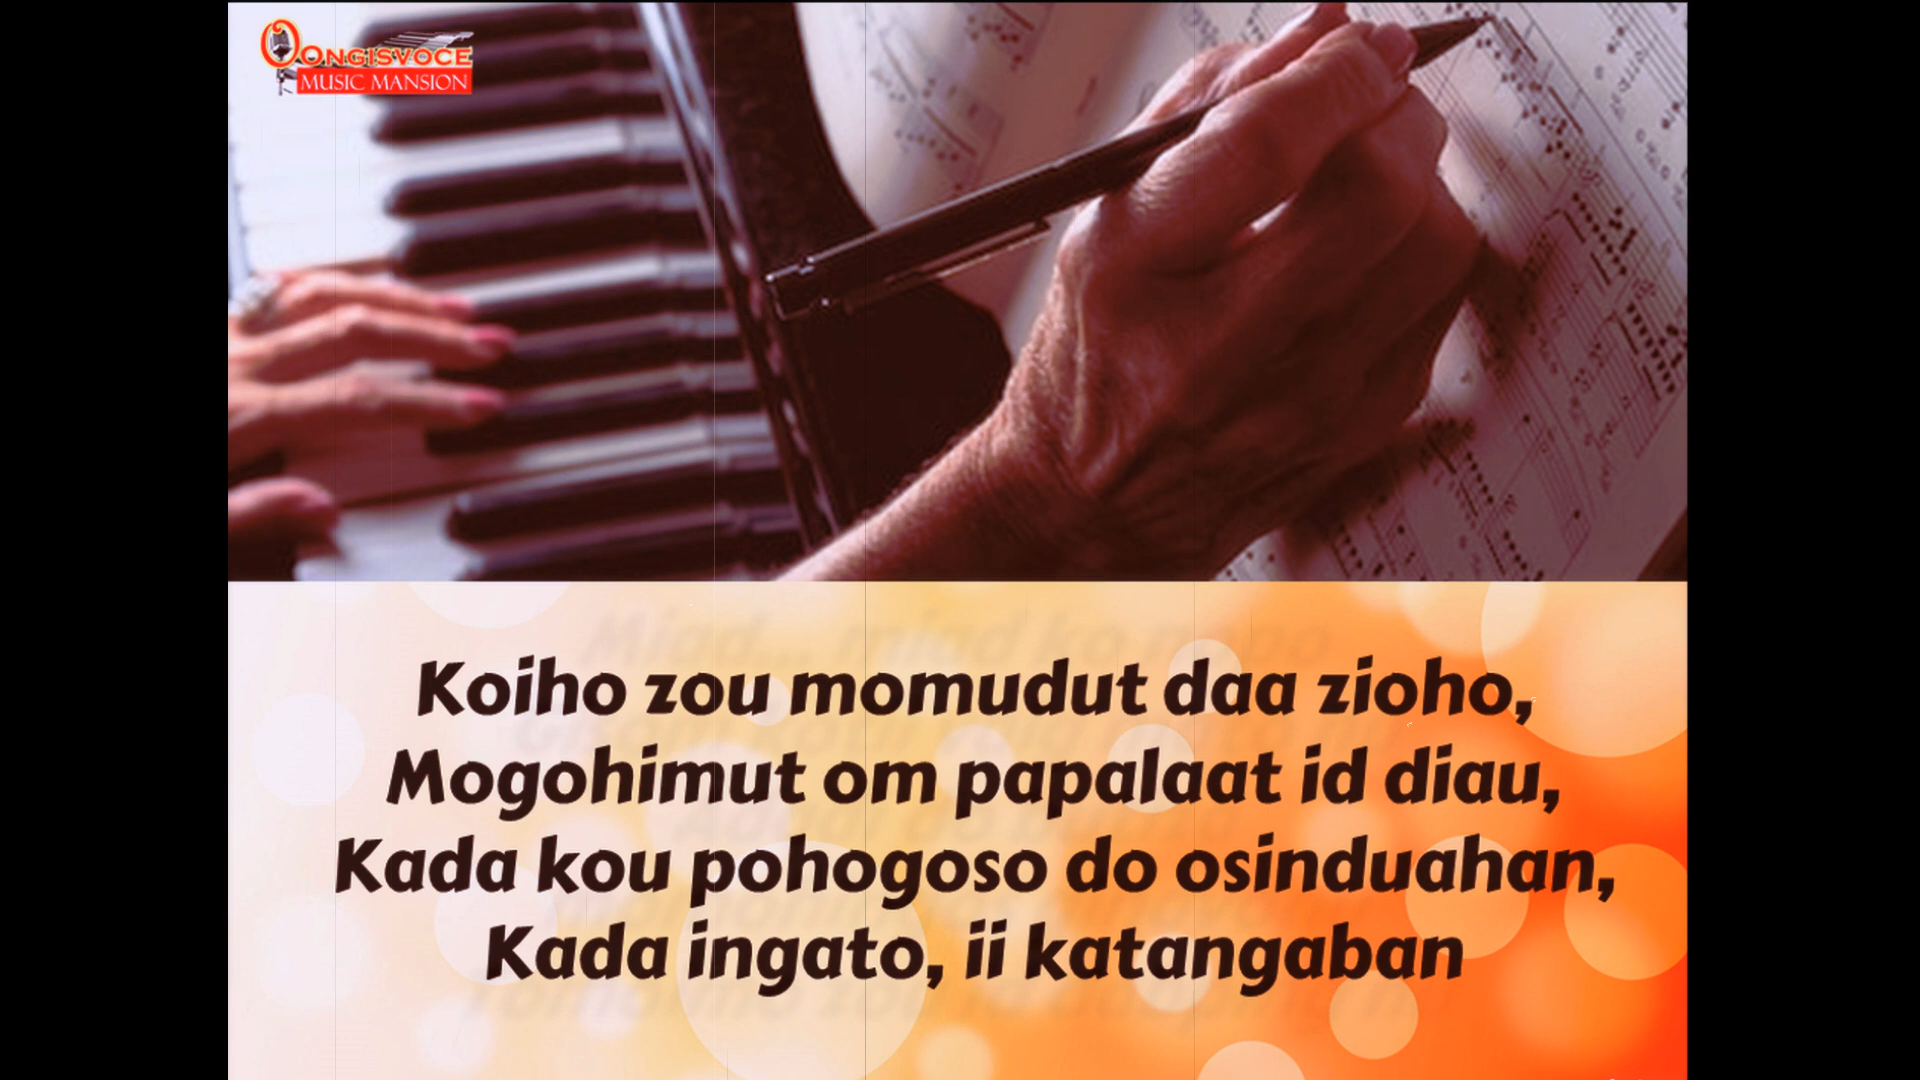 OONGISVOCE
MUSIC MANSION
Koiho zou momudut daa zioho,
Mogohimut om papalaat id diau,
Kada kou pohogoso do osinduahan,
Kada ingato, ii katangaban